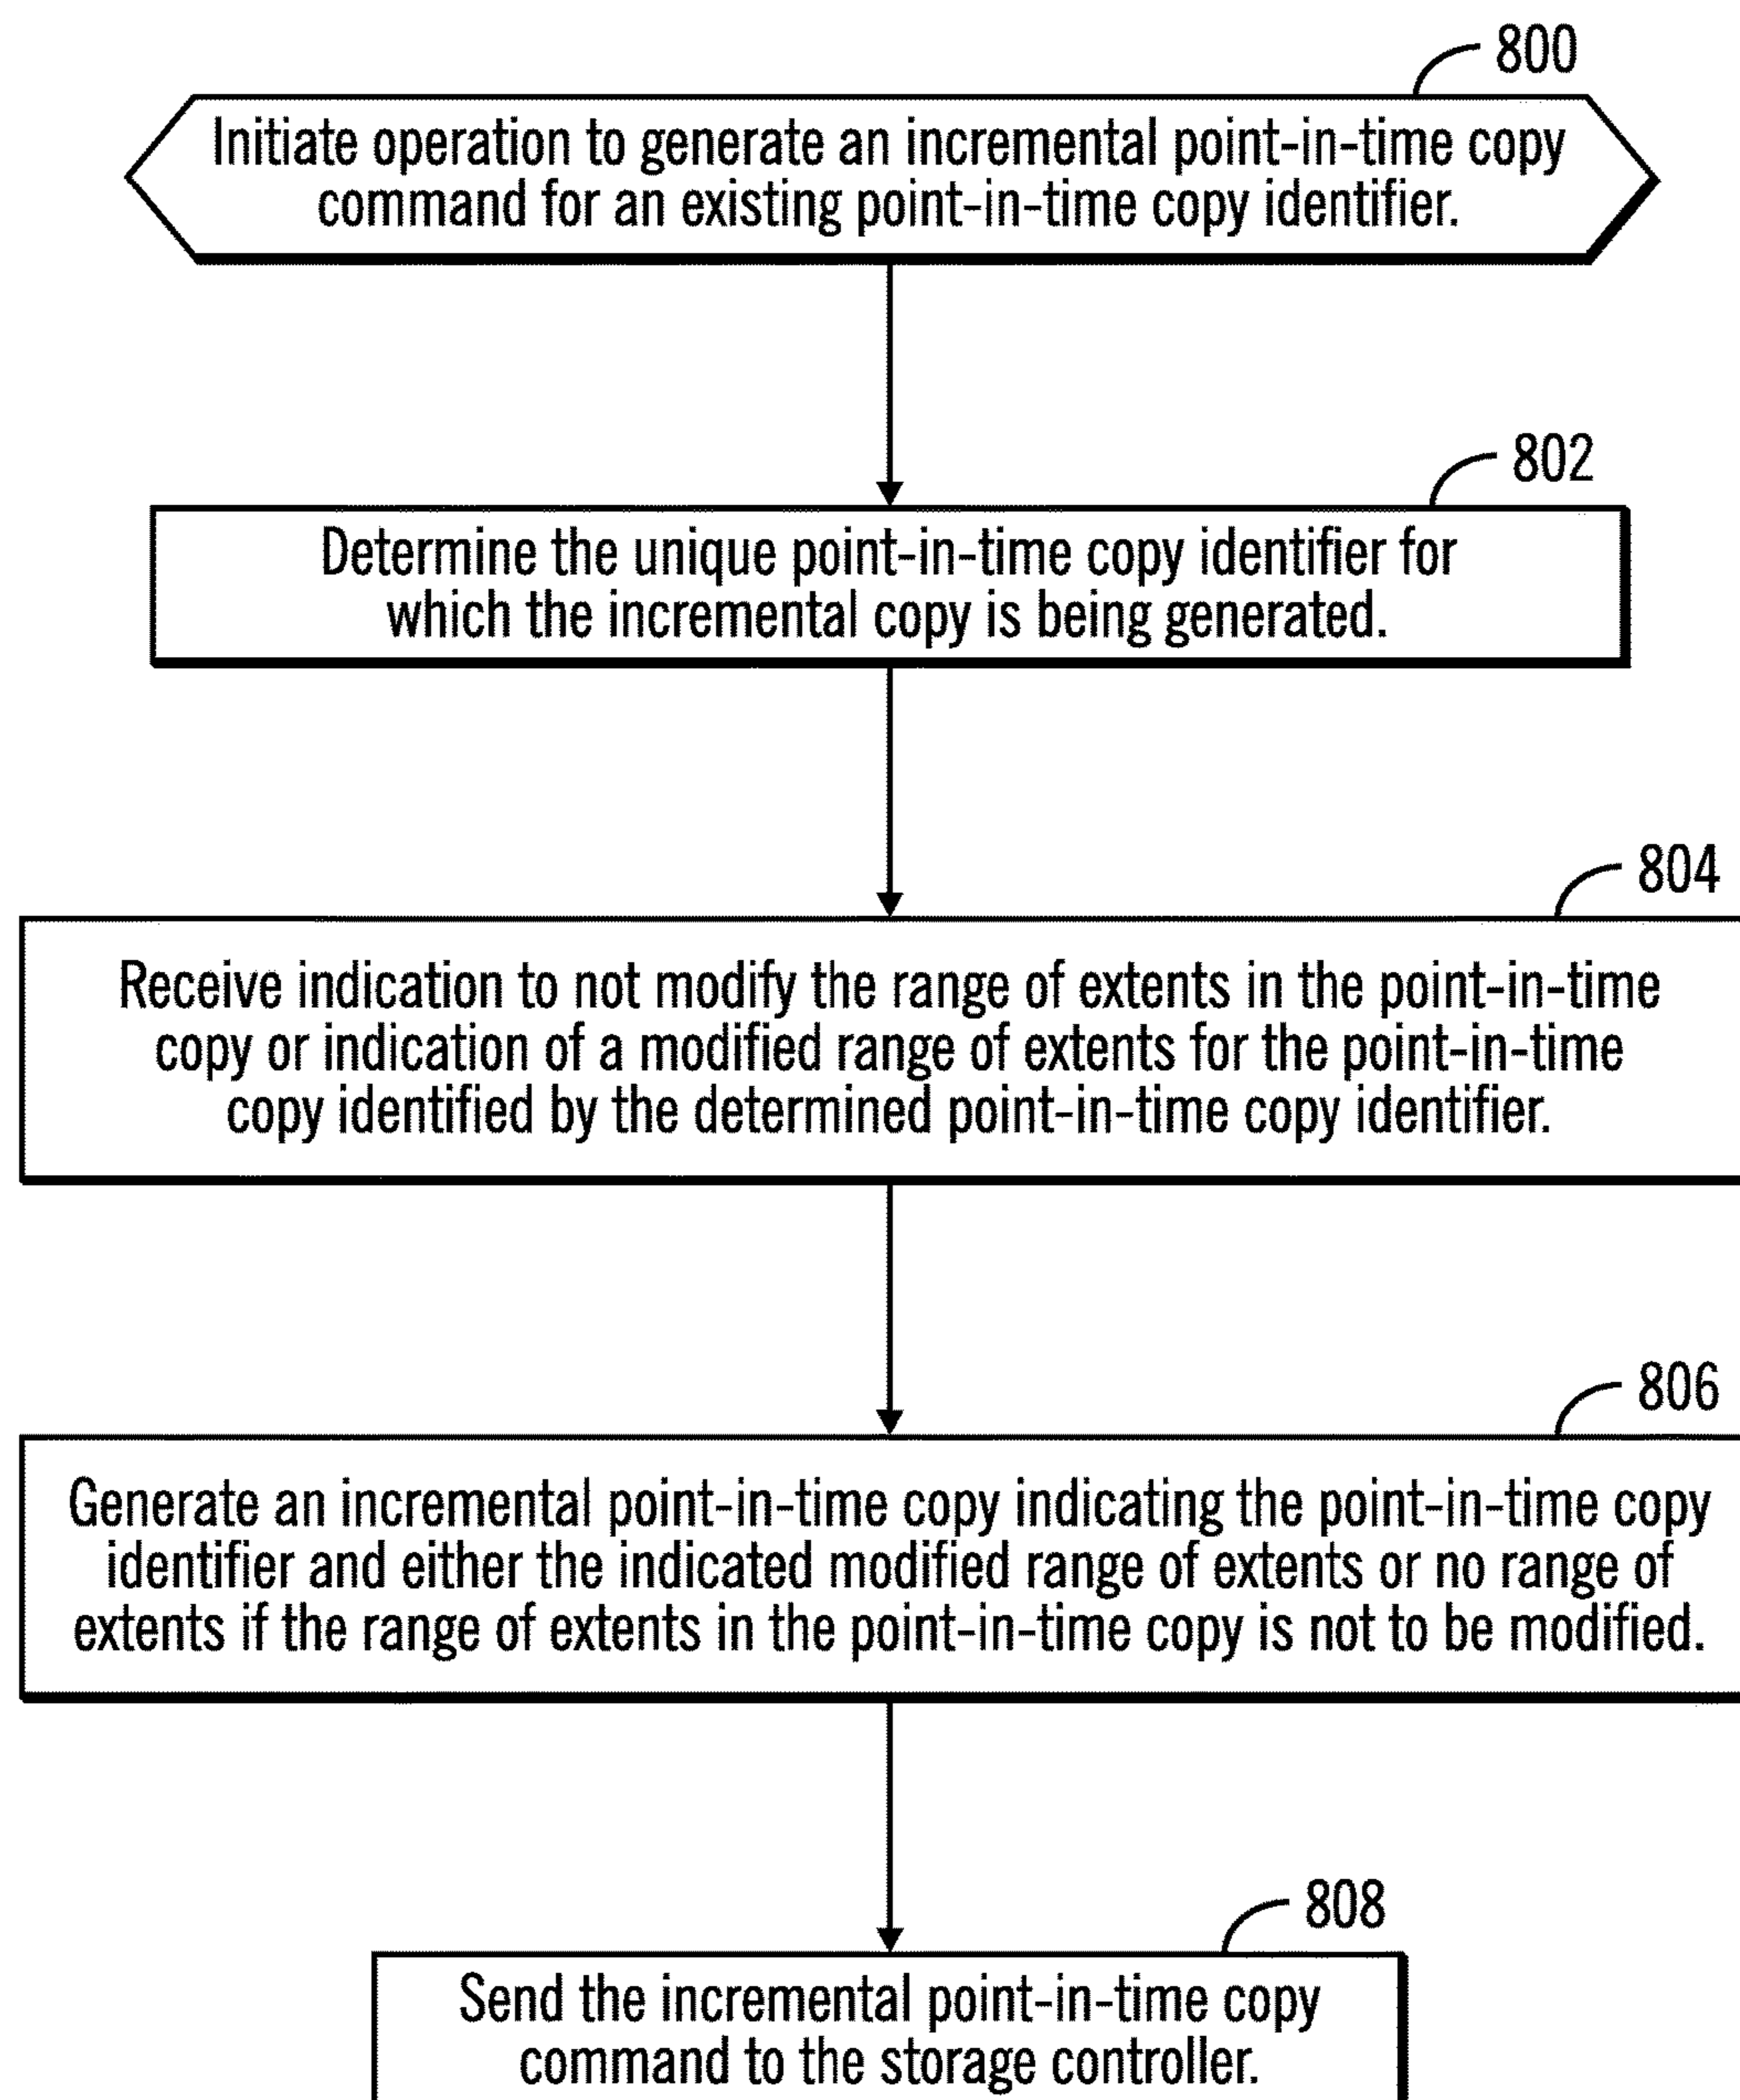 800
Initiate operation to generate an incremental point-in-time copy
command for an existing point-in-time copy identifier.
802
Determine the unique point-in-time copy identifier for
which the incremental copy is being generated.
804
Receive indication to not modify the range of extents in the point-in-time
copy or indication of a modified range of extents for the point-in-time
copy identified by the determined point-in-time copy identifier.
806
Generate an incremental point-in-time copy indicating the point-in-time copy
identifier and either the indicated modified range of extents or no range of
extents if the range of extents in the point-in-time copy is not to be modified.
808
Send the incremental point-in-time copy
command to the storage controller.